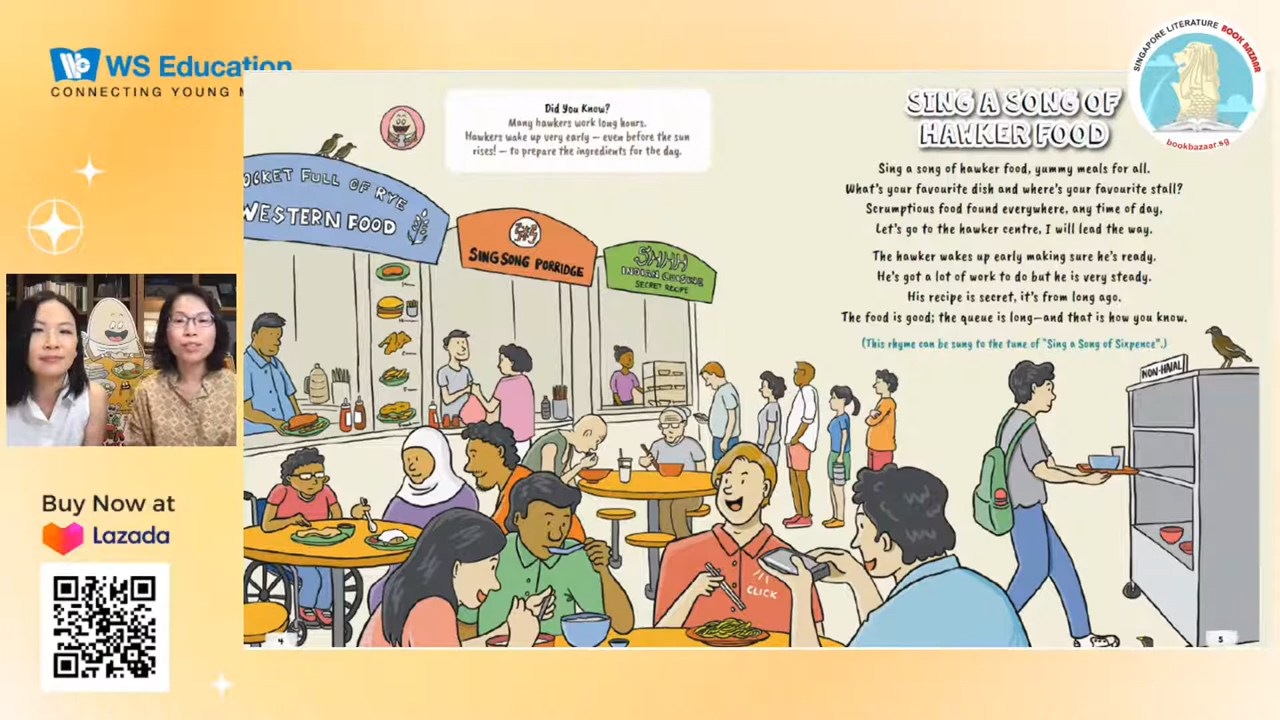 WS Education
CONNECTING YOUNG M
SINGAPORE LITERATURE BOOK BAZAAR
bookbazaar.sg
Did You Know?
Many hawkers work long hours.
Hawkers wake up very early – even before the sun
rises! – to prepare the ingredients for the day.
SING A SONG OF
HAWKER FOOD
Sing a song of hawker food, yummy meals for all.
What's your favourite dish and where's your favourite stall?
Scrumptious food found everywhere, any time of day,
Let's go to the hawker centre, I will lead the way.
The hawker wakes up early making sure he's ready.
He's got a lot of work to do but he is very steady.
His recipe is secret, it's from long ago.
The food is good; the queue is long—and that is how you know.
(This rhyme can be sung to the tune of "Sing a Song of Sixpence".)
OCKET FULL OF RYE
WESTERN FOOD
SING SONG PORRIDGE
SMHH
INDIAN CUISINE
SECRET RECIPE
NON-HALAL
CLICK
4
5
Buy Now at
Lazada